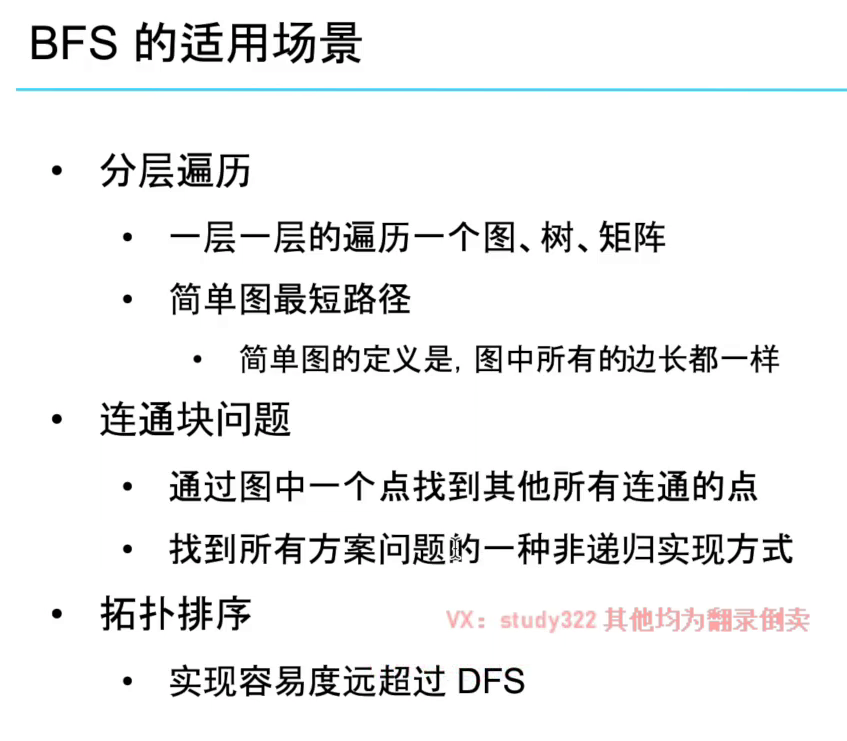 BFS 的适用场景
• 分层遍历
• 一层一层的遍历一个图、树、矩阵
• 简单图最短路径
• 简单图的定义是, 图中所有的边长都一样
• 连通块问题
• 通过图中一个点找到其他所有连通的点
• 找到所有方案问题的一种非递归实现方式
• 拓扑排序
VX：study322 其他均为翻录倒卖
• 实现容易度远超过 DFS